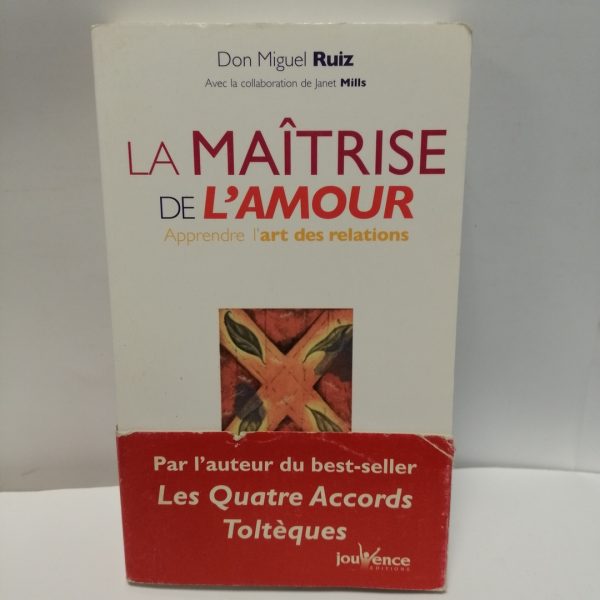 Don Miguel Ruiz
Avec la collaboration de Janet Mills
LA MAÎTRISE
DE L'AMOUR
Apprendre l'art des relations
Par l'auteur du best-seller
Les Quatre Accords
Toltèques
jouvence
EDITIONS